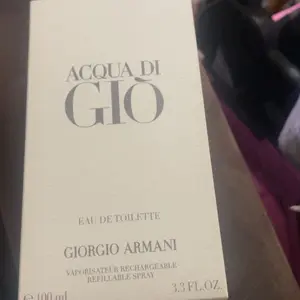 ACQUA DI
GIÒ
EAU DE TOILETTE
GIORGIO ARMANI
VAPORISATEUR RECHARGEABLE
REFILLABLE SPRAY
℮ 100 ml 3.3 FL.OZ.